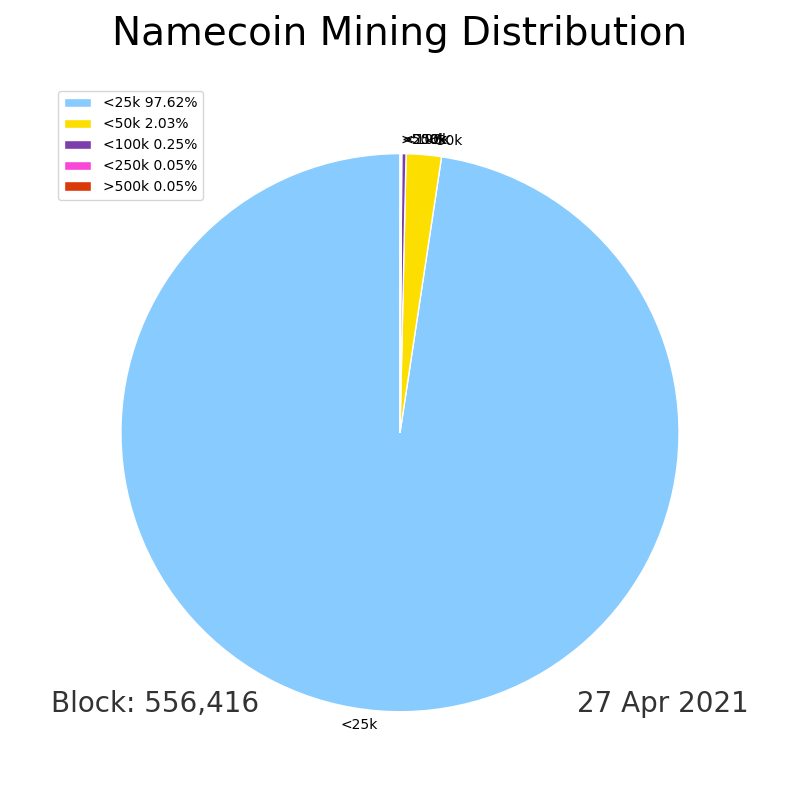 Namecoin Mining Distribution
<25k 97.62%
<50k 2.03%
<100k 0.25%
<250k 0.05%
>500k 0.05%
Block: 556,416
27 Apr 2021
<25k